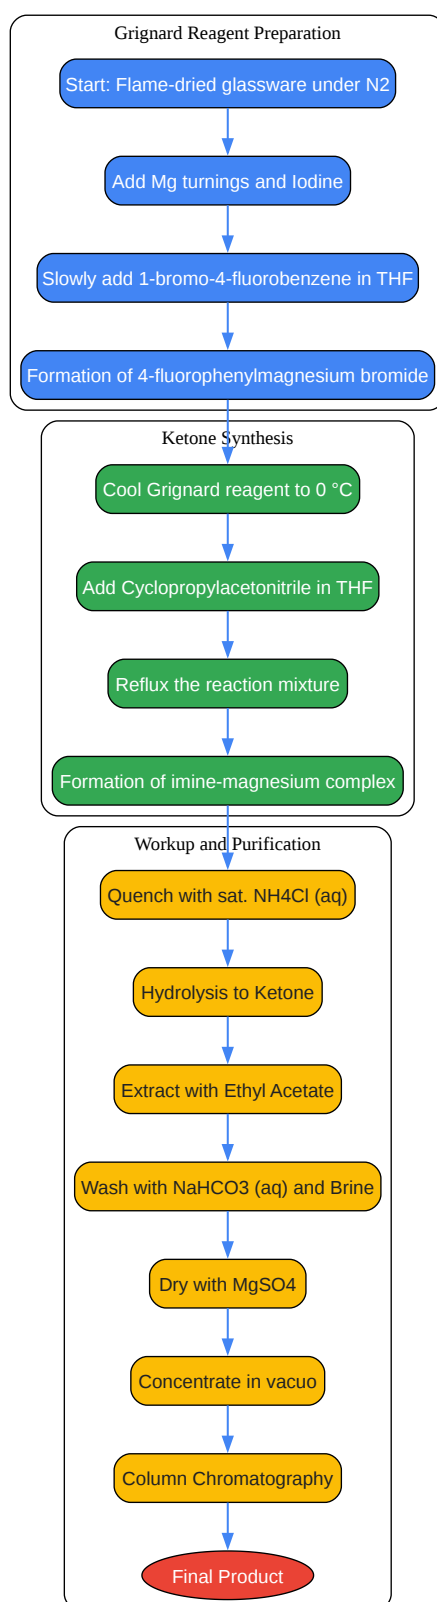 Grignard Reagent Preparation
Start: Flame-dried glassware under N2
Add Mg turnings and Iodine
Slowly add 1-bromo-4-fluorobenzene in THF
Formation of 4-fluorophenylmagnesium bromide
Ketone Synthesis
Cool Grignard reagent to 0 °C
Add Cyclopropylacetonitrile in THF
Reflux the reaction mixture
Formation of imine-magnesium complex
Workup and Purification
Quench with sat. NH4Cl (aq)
Hydrolysis to Ketone
Extract with Ethyl Acetate
Wash with NaHCO3 (aq) and Brine
Dry with MgSO4
Concentrate in vacuo
Column Chromatography
Final Product